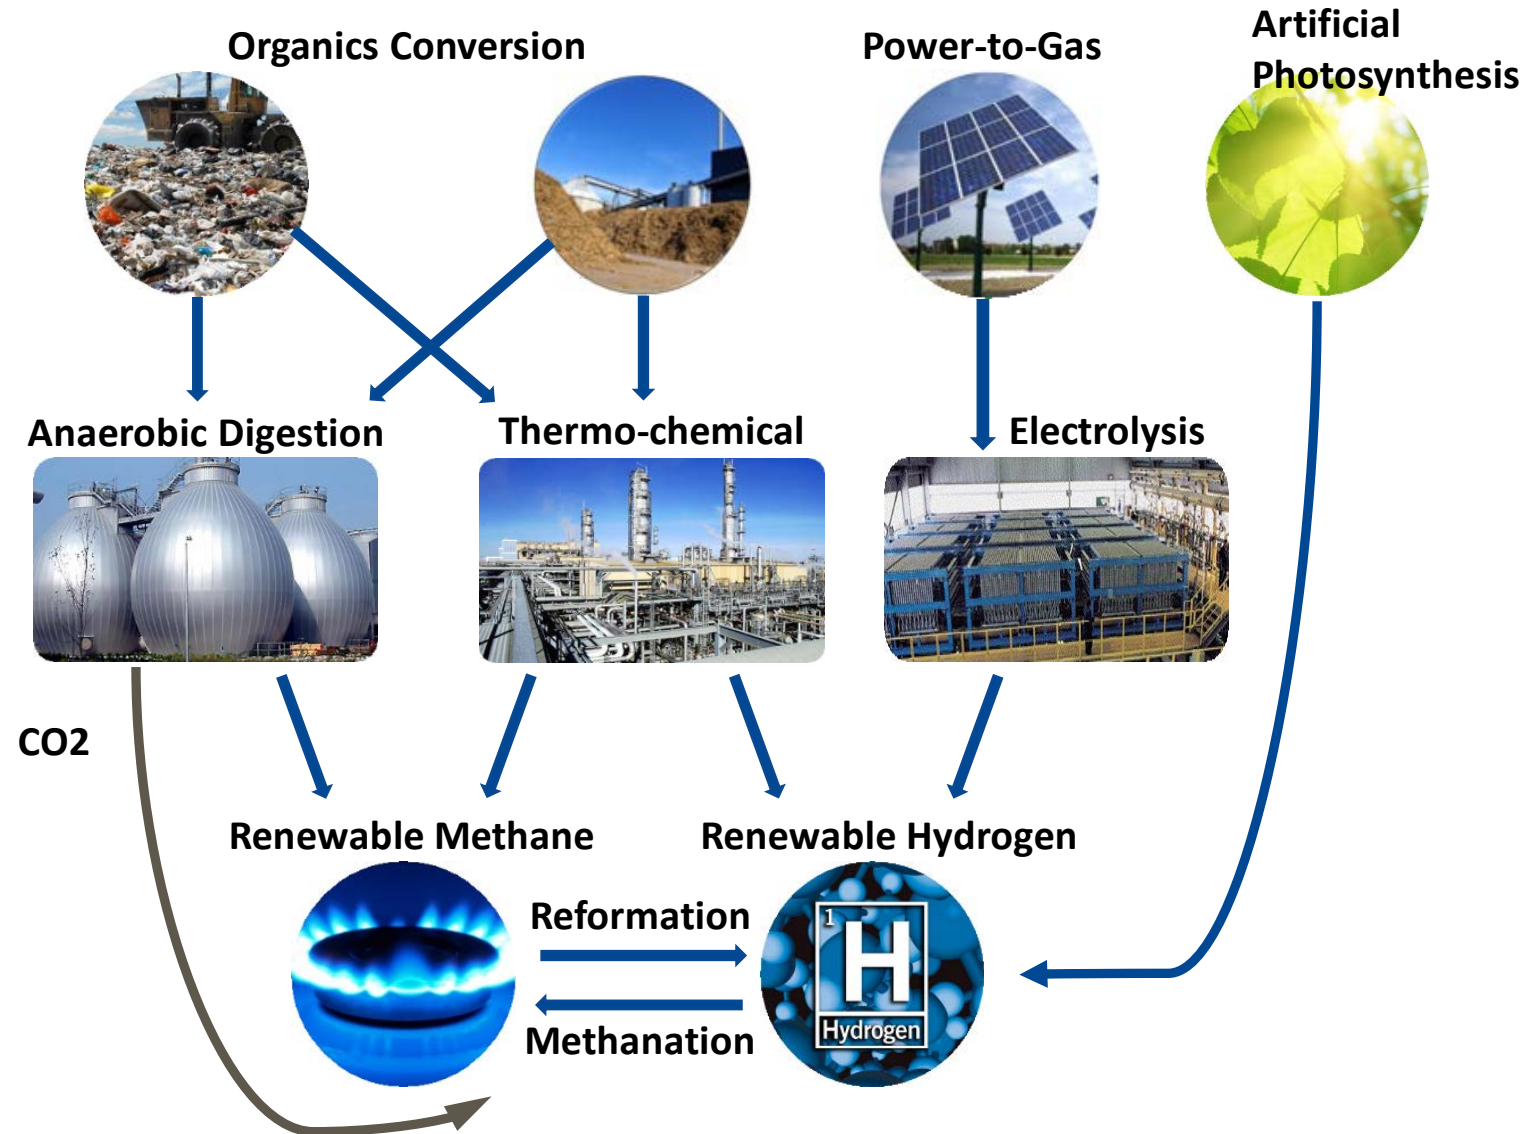 Organics Conversion
Power-to-Gas
Artificial
Photosynthesis
Anaerobic Digestion
Thermo-chemical
Electrolysis
CO2
Renewable Methane
Renewable Hydrogen
Reformation
Methanation
1
H
Hydrogen